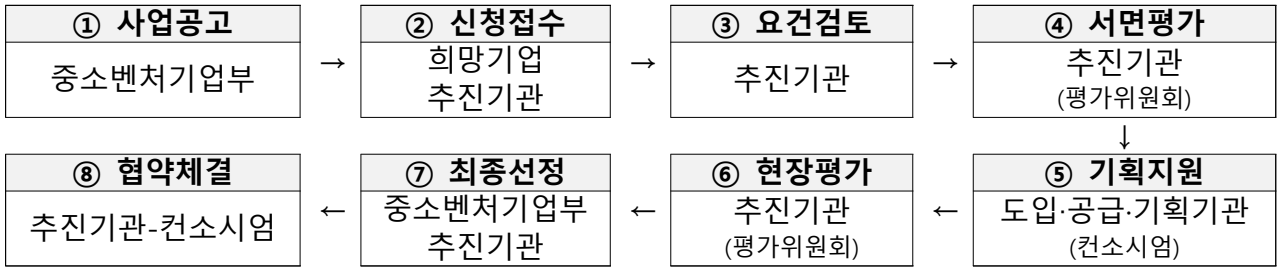 ① 사업공고
중소벤처기업부
→
② 신청접수
희망기업
추진기관
→
③ 요건검토
추진기관
→
④ 서면평가
추진기관
(평가위원회)
↓
⑤ 기획지원
도입·공급·기획기관
(컨소시엄)
←
⑥ 현장평가
추진기관
(평가위원회)
←
⑦ 최종선정
중소벤처기업부
추진기관
←
⑧ 협약체결
추진기관-컨소시엄